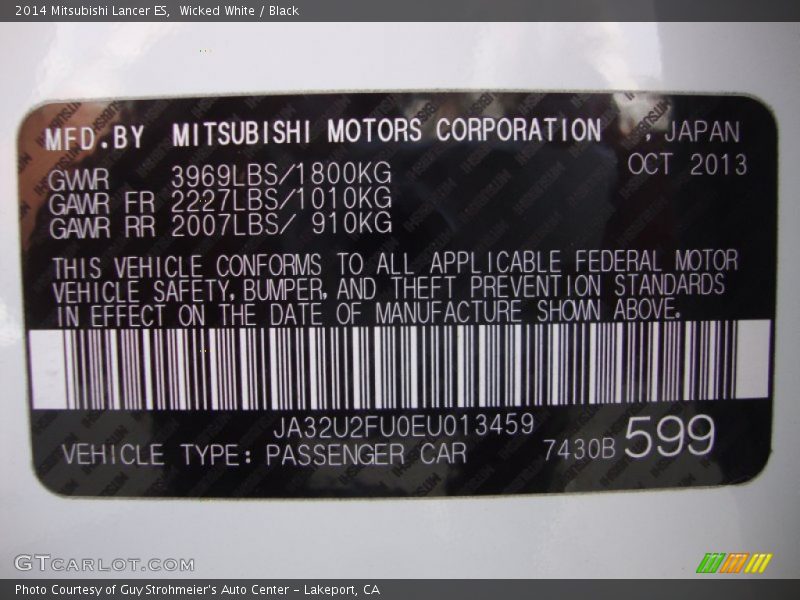 2014 Mitsubishi Lancer ES,  Wicked White / Black
MFD.BY MITSUBISHI MOTORS CORPORATION , JAPAN
OCT 2013
GVWR 3969LBS/1800KG
GAWR FR 2227LBS/1010KG
GAWR RR 2007LBS/ 910KG
THIS VEHICLE CONFORMS TO ALL APPLICABLE FEDERAL MOTOR
VEHICLE SAFETY, BUMPER, AND THEFT PREVENTION STANDARDS
IN EFFECT ON THE DATE OF MANUFACTURE SHOWN ABOVE.
JA32U2FU0EU013459
VEHICLE TYPE: PASSENGER CAR 7430B 599
GTCARLOT.COM
Photo Courtesy of Guy Strohmeier's Auto Center - Lakeport, CA